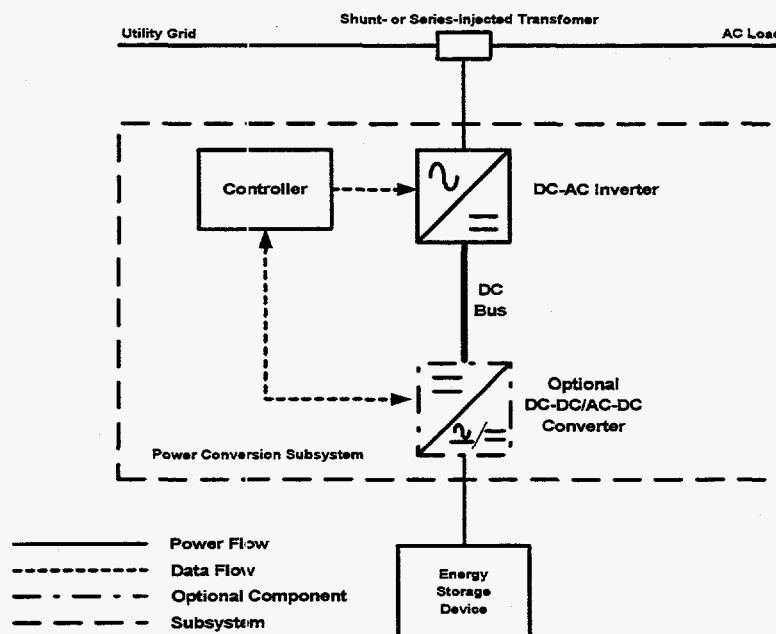 Shunt- or Series-injected Transfomer
Utility Grid
AC Load
Controller
DC-AC Inverter
DC
Bus
Optional
DC-DC/AC-DC
Converter
Power Conversion Subsystem
Power Flow
Data Flow
Optional Component
Subsystem
Energy
Storage
Device